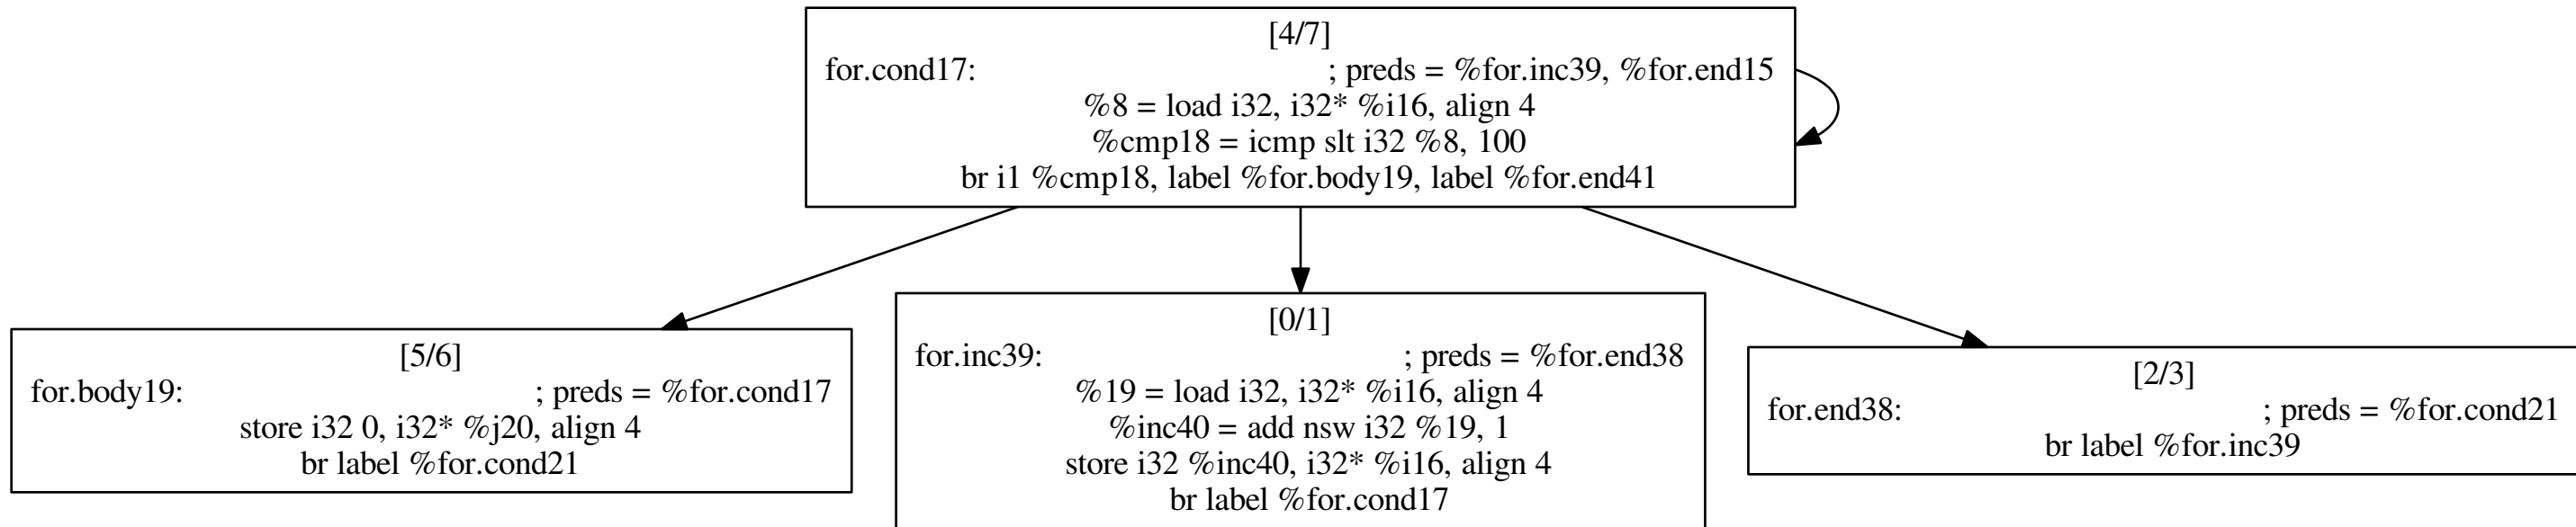 [4/7]
for.cond17: ; preds = %for.inc39, %for.end15
%8 = load i32, i32* %i16, align 4
%cmp18 = icmp slt i32 %8, 100
br i1 %cmp18, label %for.body19, label %for.end41
[5/6]
for.body19: ; preds = %for.cond17
store i32 0, i32* %j20, align 4
br label %for.cond21
[0/1]
for.inc39: ; preds = %for.end38
%19 = load i32, i32* %i16, align 4
%inc40 = add nsw i32 %19, 1
store i32 %inc40, i32* %i16, align 4
br label %for.cond17
[2/3]
for.end38: ; preds = %for.cond21
br label %for.inc39